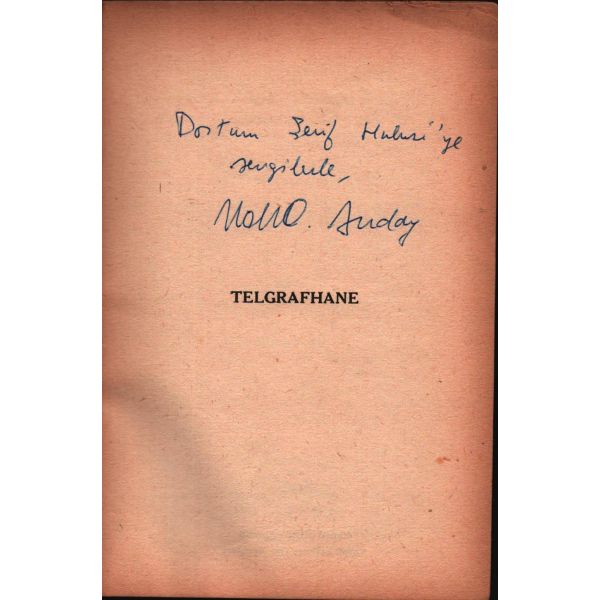 Dostum Şerif Hulusi'ye
sevgilerle,
Melih C. Anday
TELGRAFHANE